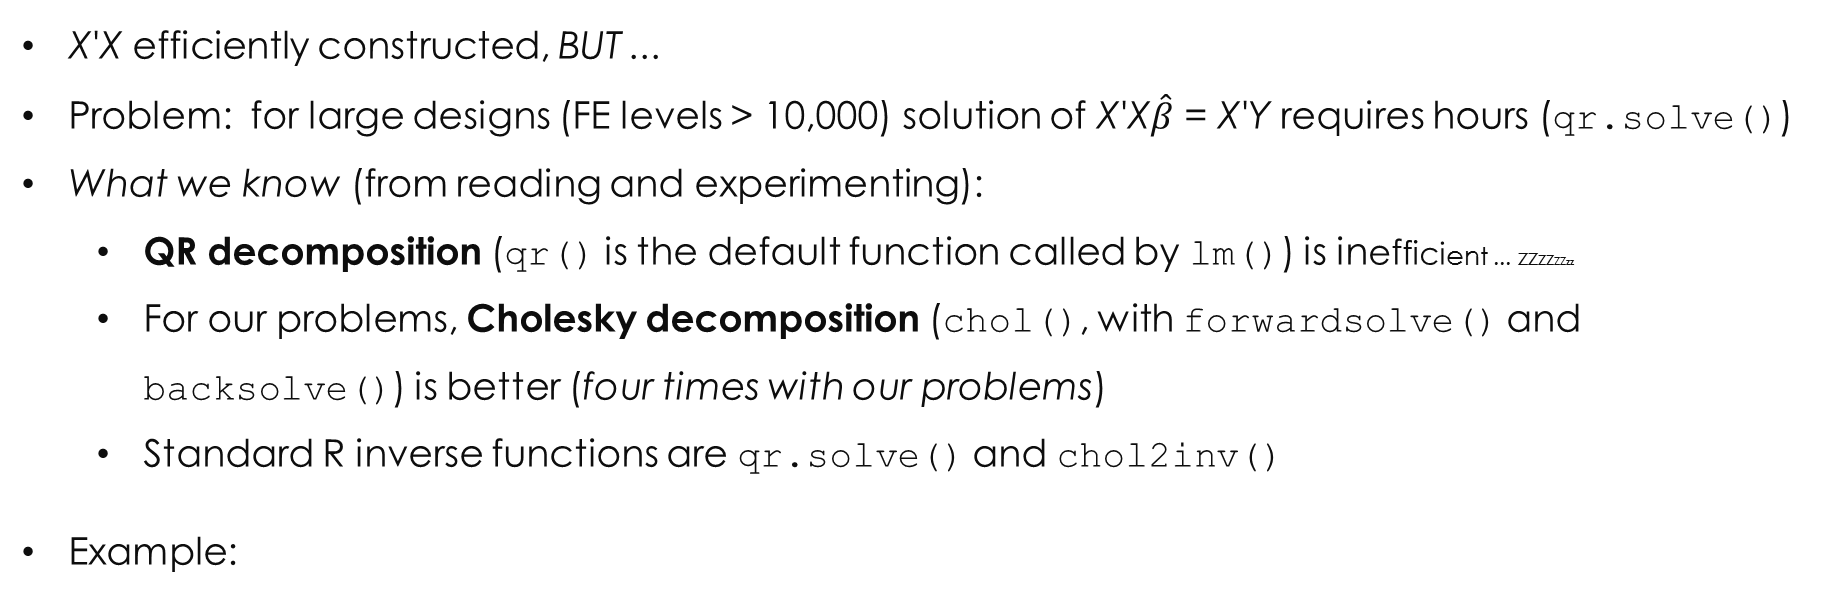 • X'X efficiently constructed, BUT ...
• Problem: for large designs (FE levels > 10,000) solution of X'Xβ̂ = X'Y requires hours (qr.solve())
• What we know (from reading and experimenting):
• QR decomposition (qr() is the default function called by lm()) is inefficient ... zzzzzzz
• For our problems, Cholesky decomposition (chol(), with forwardsolve() and
backsolve()) is better (four times with our problems)
• Standard R inverse functions are qr.solve() and chol2inv()
• Example: